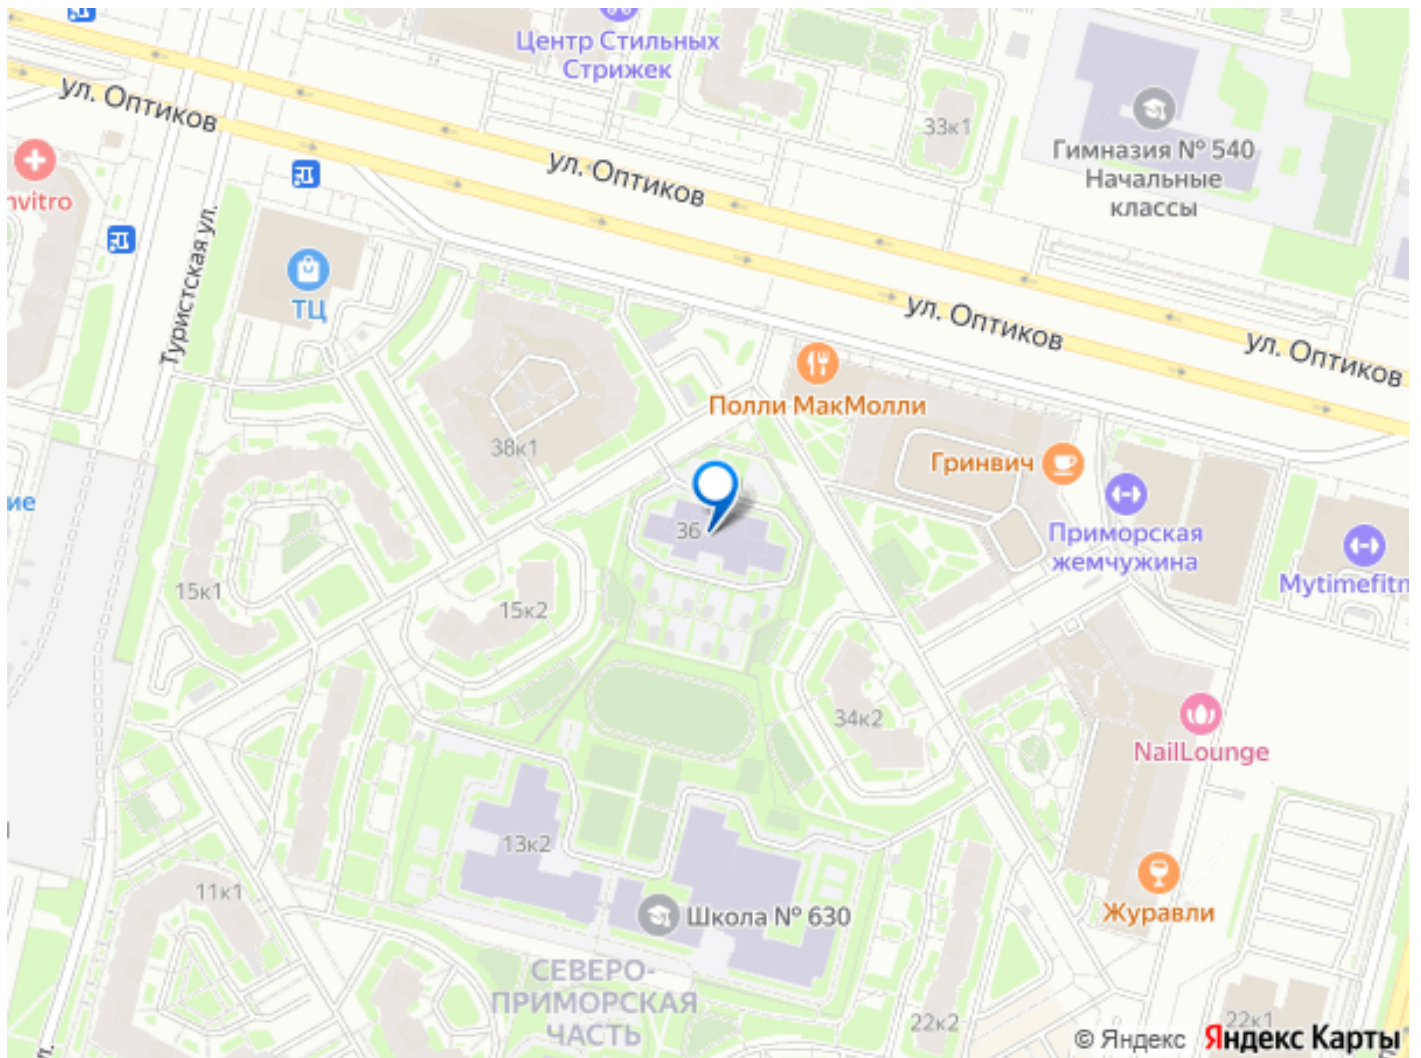 Центр Стильных
Стрижек
ул. Оптиков
33к1
Гимназия № 540
Начальные
классы
ул. Оптиков
nvitro
Туристская ул.
ТЦ
ул. Оптиков
ул. Оптиков
Полли МакМолли
38к1
Гринвич
ие
36
Приморская
жемчужина
Mytimefitn
15к1
15к2
34к2
NailLounge
13к2
11к1
Школа № 630
Журавли
СЕВЕРО-
ПРИМОРСКАЯ
ЧАСТЬ
22к2
22к1
© Яндекс Яндекс Карты